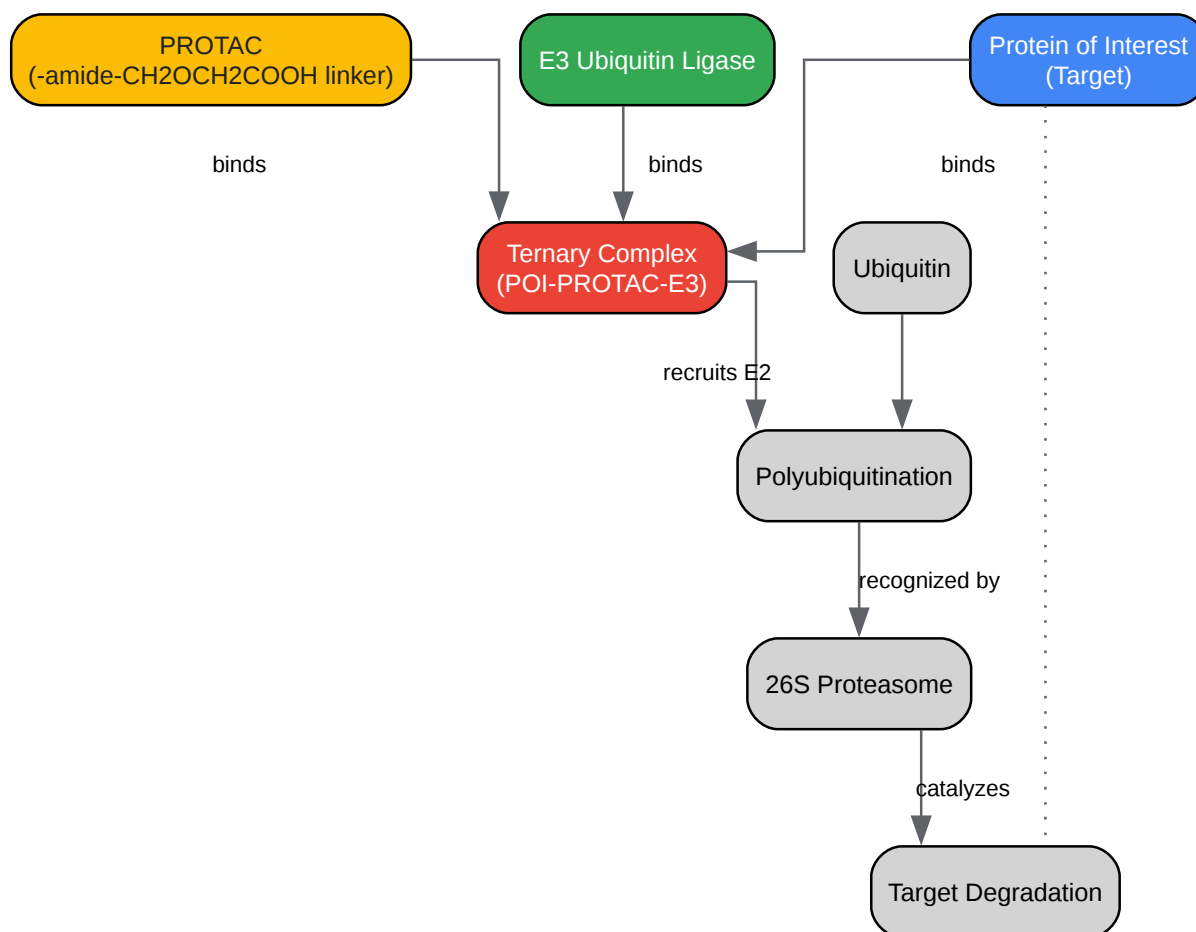 PROTAC
(-amide-CH2OCH2COOH linker)
E3 Ubiquitin Ligase
Protein of Interest
(Target)
binds
binds
binds
Ternary Complex
(POI-PROTAC-E3)
Ubiquitin
recruits E2
Polyubiquitination
recognized by
26S Proteasome
catalyzes
Target Degradation